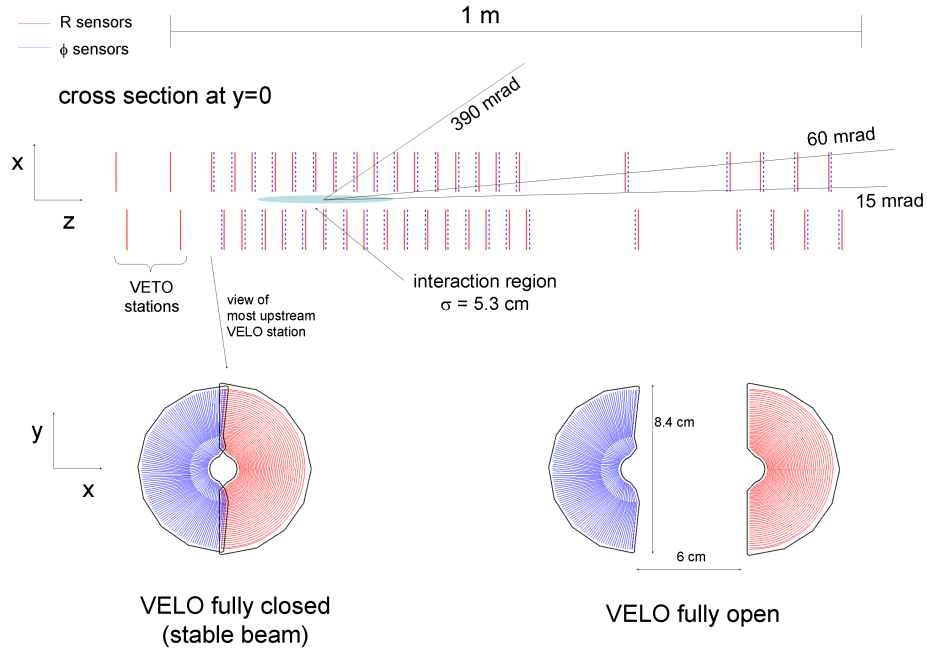 R sensors
ϕ sensors
1 m
cross section at y=0
390 mrad
60 mrad
15 mrad
x
z
VETO
stations
view of
most upstream
VELO station
interaction region
σ = 5.3 cm
y
x
8.4 cm
6 cm
VELO fully closed
(stable beam)
VELO fully open